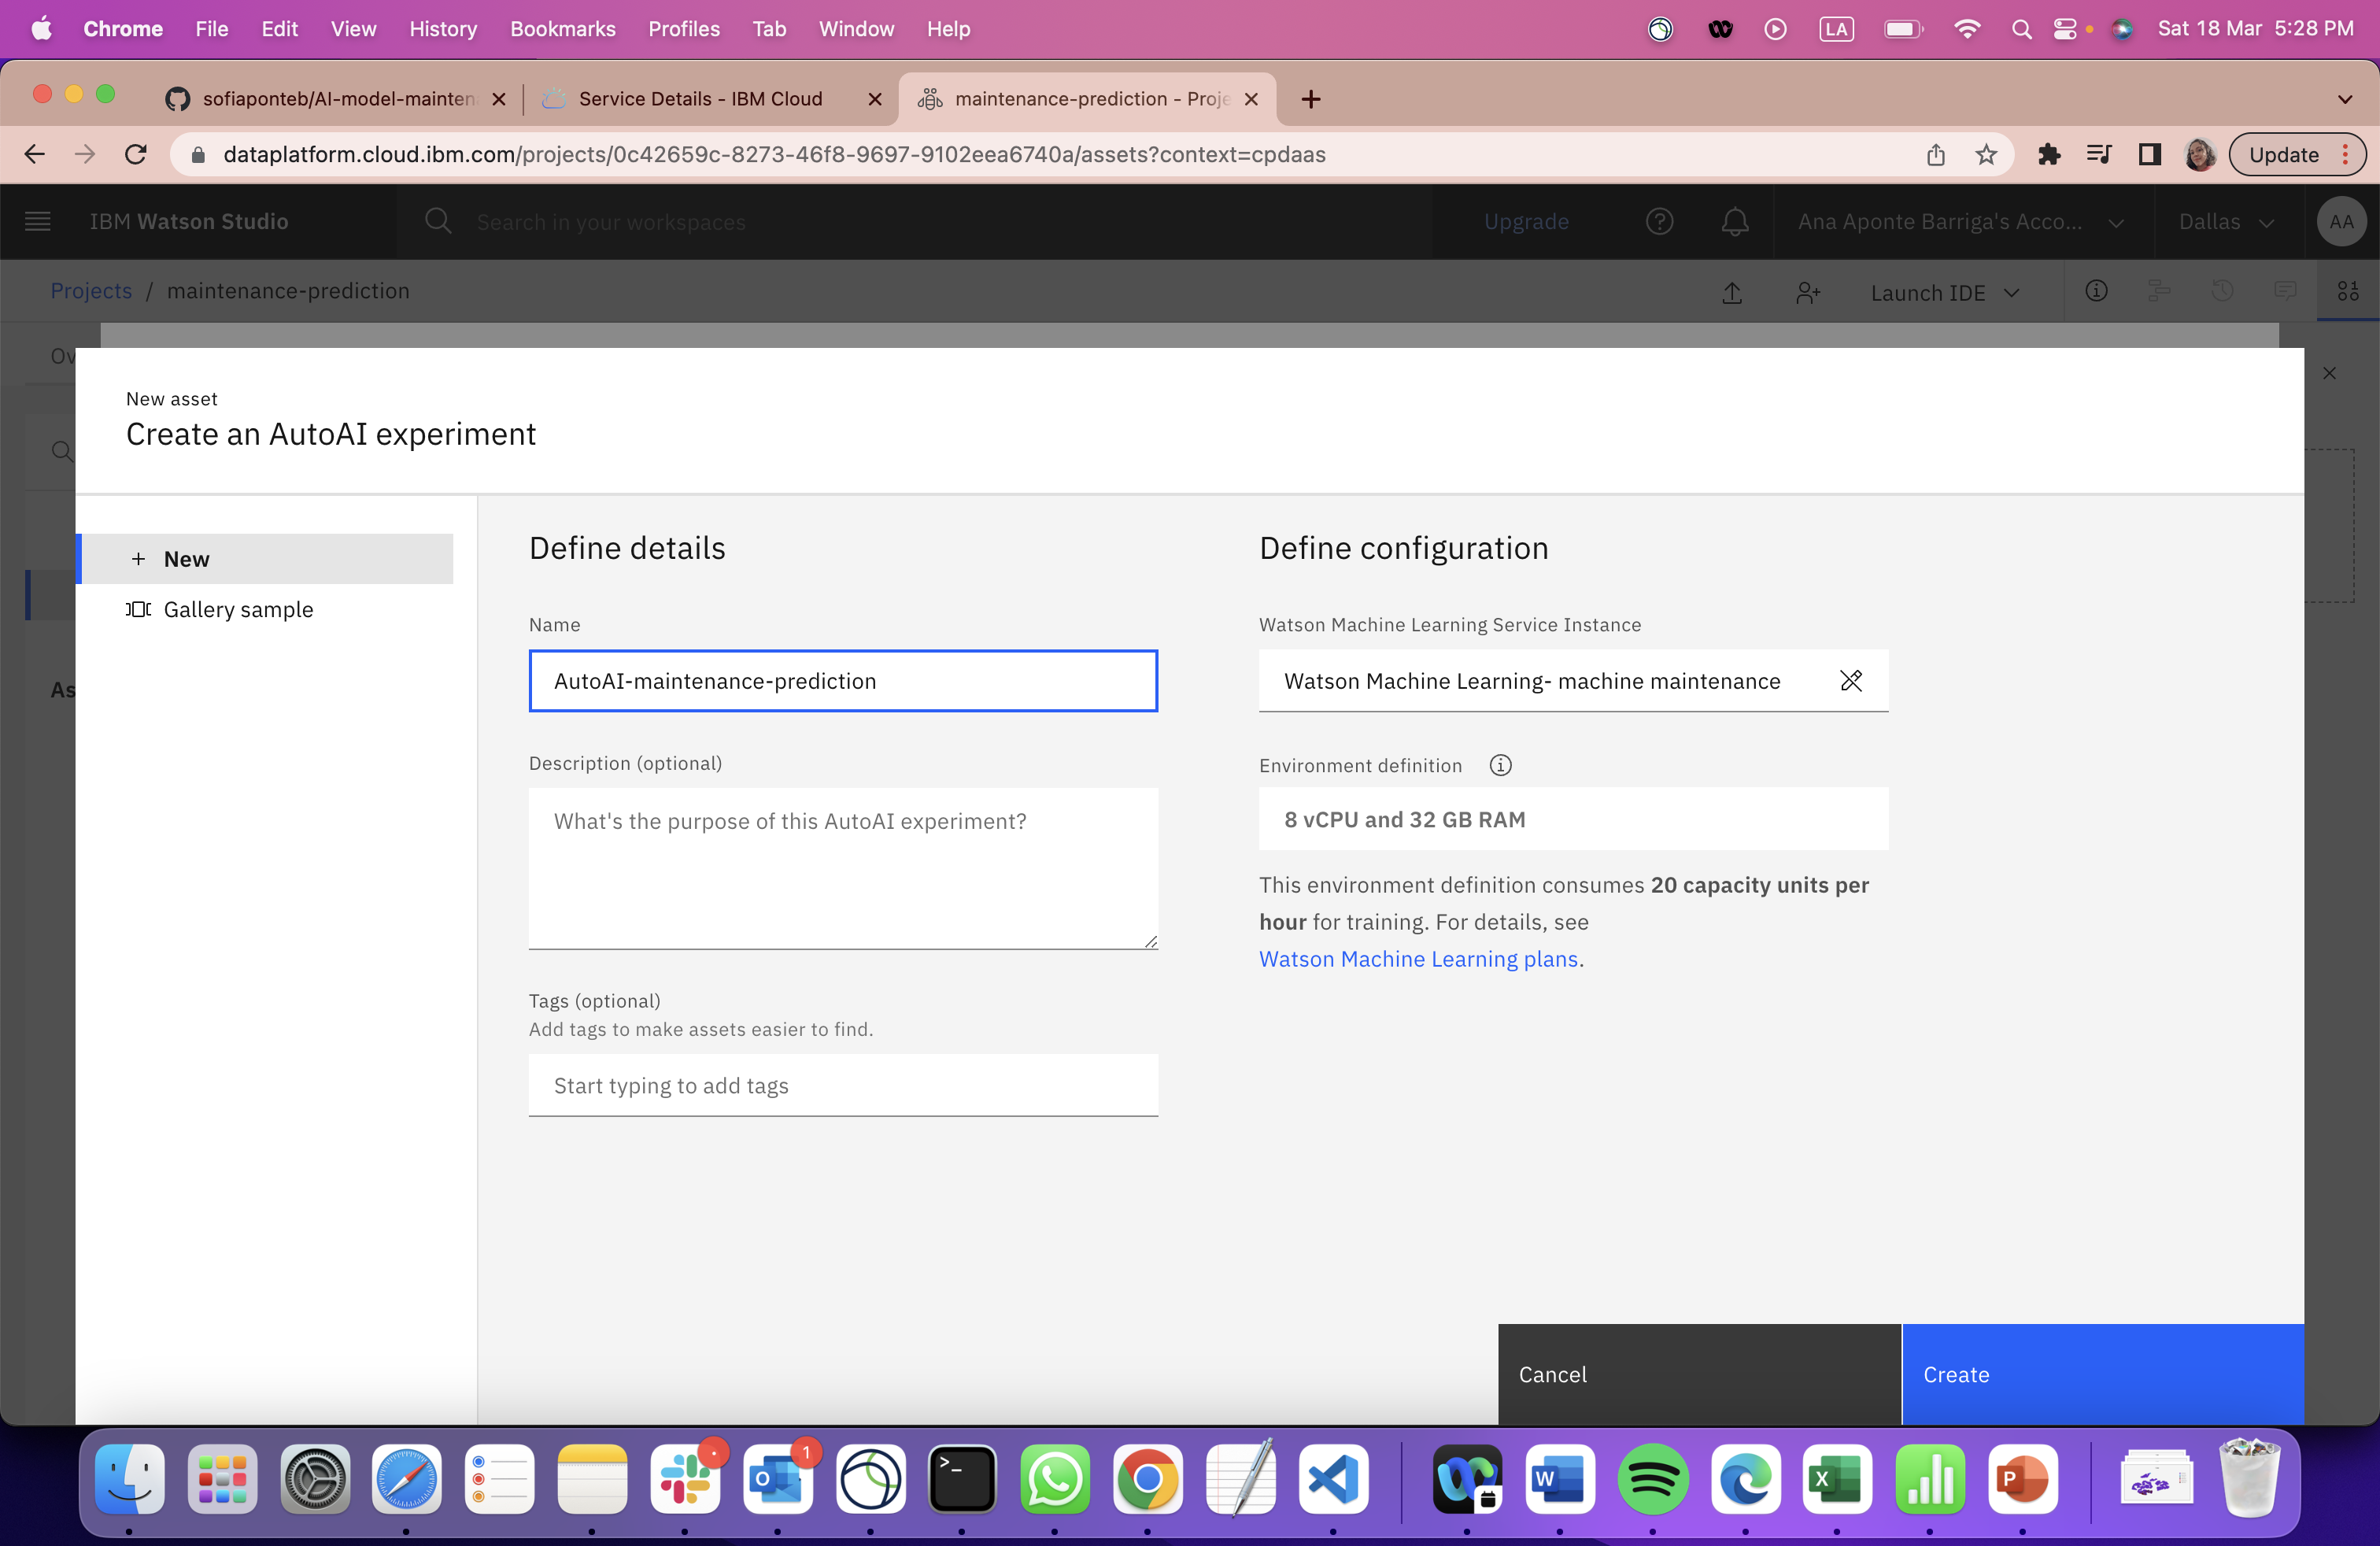 Chrome File Edit View History Bookmarks Profiles Tab Window Help LA Sat 18 Mar 5:28 PM
sofiaponteb/AI-model-mainten Service Details - IBM Cloud maintenance-prediction - Proje
dataplatform.cloud.ibm.com/projects/0c42659c-8273-46f8-9697-9102eea6740a/assets?context=cpdaas Update
IBM Watson Studio Search in your workspaces Upgrade Ana Aponte Barriga's Acco... Dallas AA
Projects / maintenance-prediction Launch IDE
Ov
New asset
Create an AutoAI experiment
New
Gallery sample
As
Define details
Name
AutoAI-maintenance-prediction
Description (optional)
What's the purpose of this AutoAI experiment?
Tags (optional)
Add tags to make assets easier to find.
Start typing to add tags
Define configuration
Watson Machine Learning Service Instance
Watson Machine Learning- machine maintenance
Environment definition
8 vCPU and 32 GB RAM
This environment definition consumes 20 capacity units per
hour for training. For details, see
Watson Machine Learning plans.
Cancel Create
1